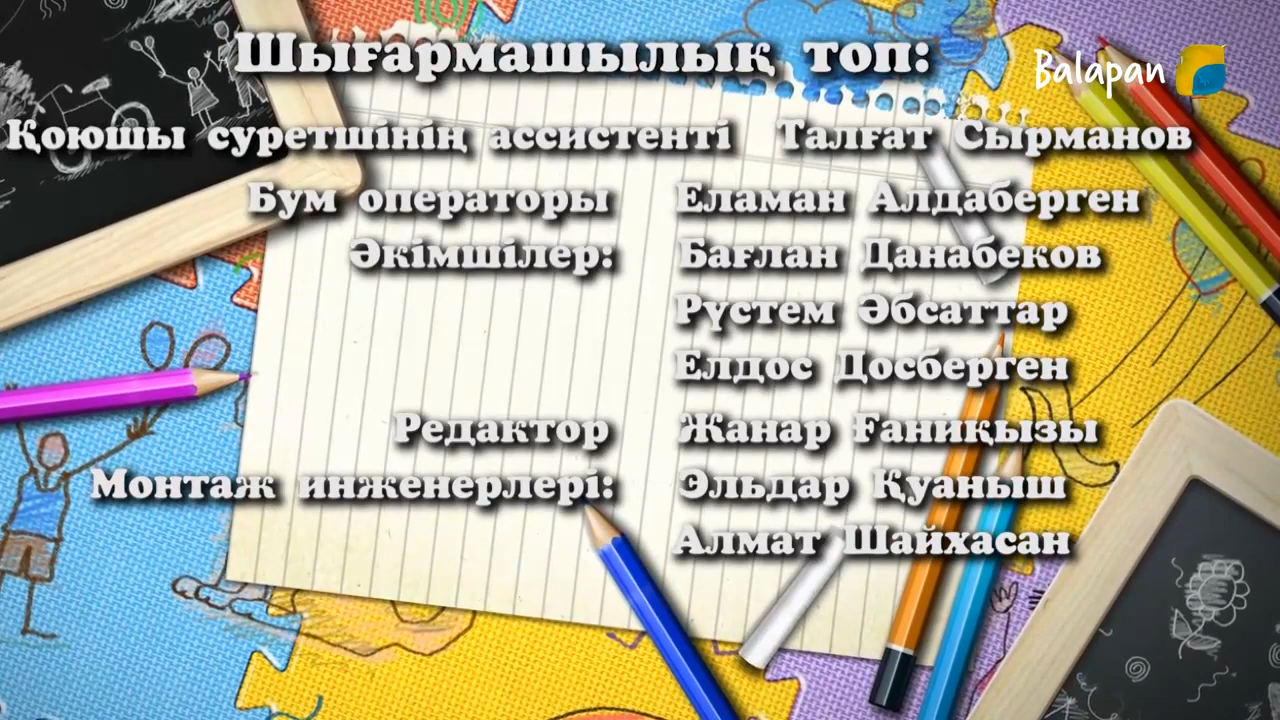 Шығармашылық топ:
Balapan
Қоюшы суретшінің ассистенті Талғат Сырманов
Бум операторы Еламан Алдаберген
Әкімшілер: Бағлан Данабеков
Рүстем Әбсаттар
Елдос Досберген
Редактор Жанар Ғаниқызы
Монтаж инженерлері: Эльдар Қуаныш
Алмат Шайхасан